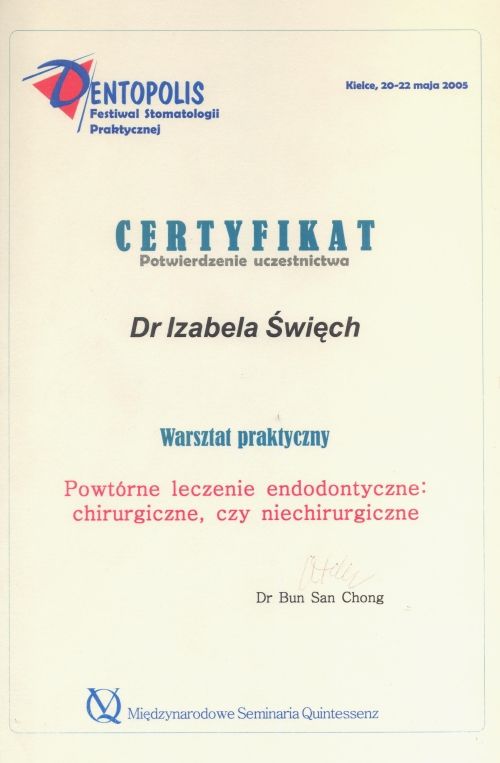 DENTOPOLIS
Festiwal Stomatologii
Praktycznej
Kielce, 20-22 maja 2005
CERTYFIKAT
Potwierdzenie uczestnictwa
Dr Izabela Święch
Warsztat praktyczny
Powtórne leczenie endodontyczne:
chirurgiczne, czy niechirurgiczne
Dr Bun San Chong
Międzynarodowe Seminaria Quintessenz